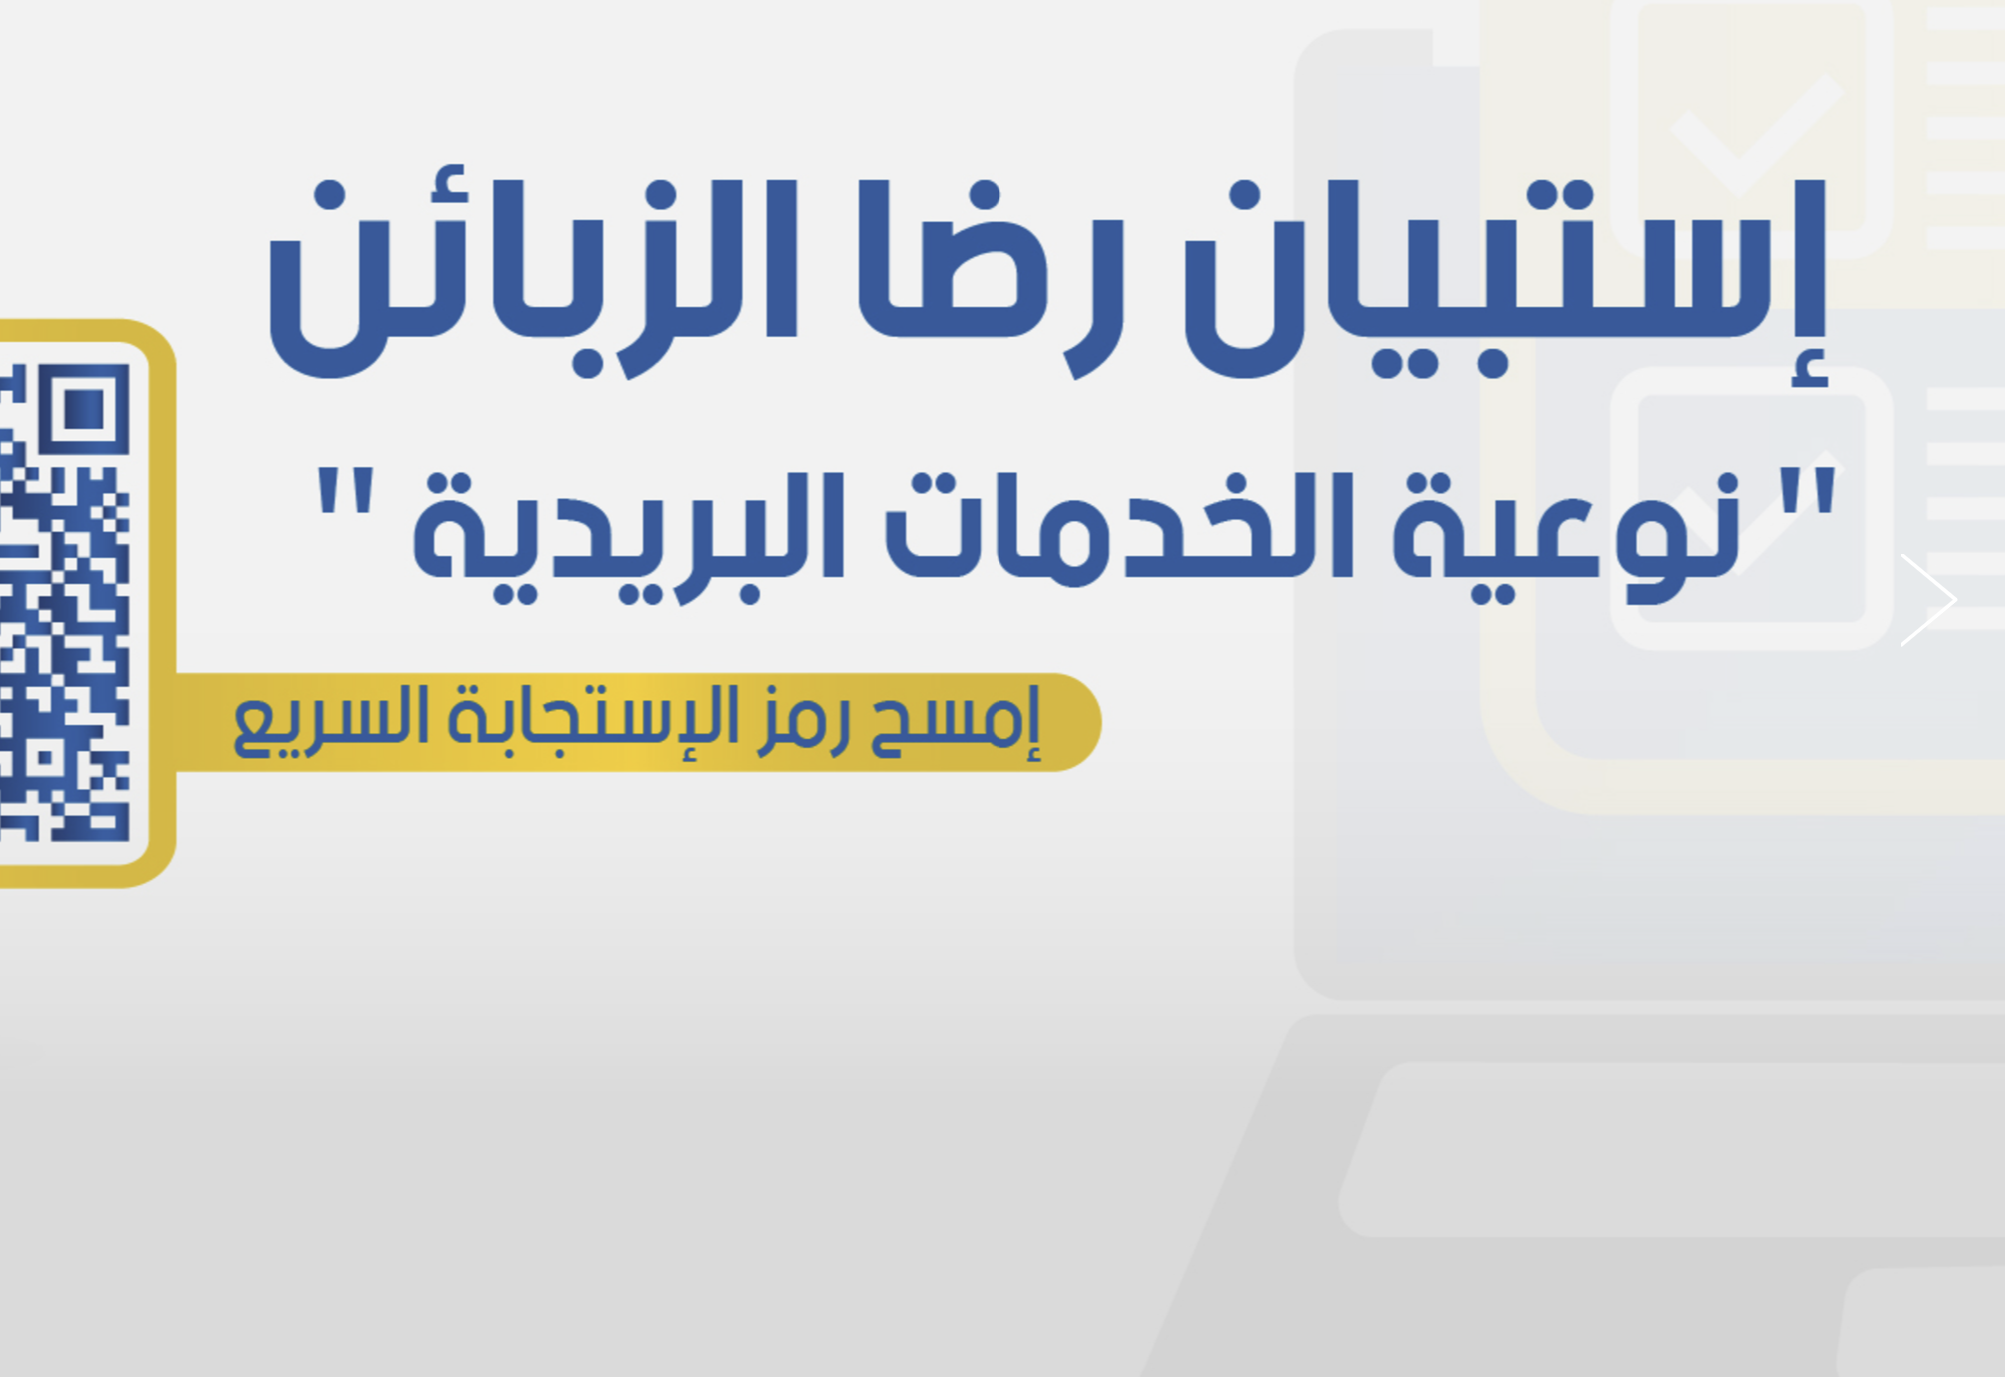 إستبيان رضا الزبائن
" نوعية الخدمات البريدية "
إمسح رمز الإستجابة السريع